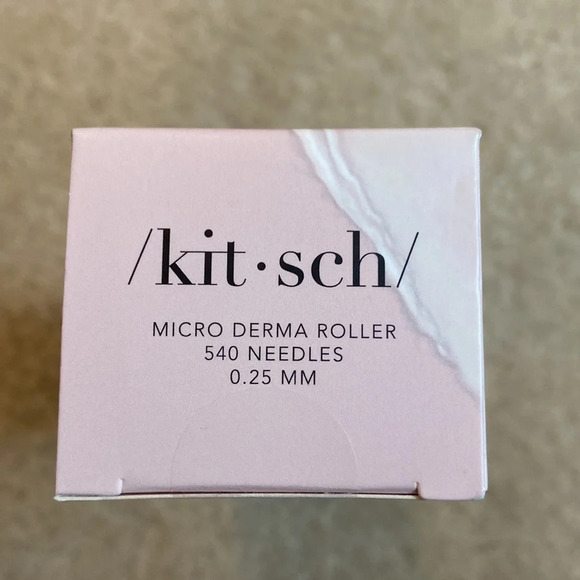 /kit·sch/
MICRO DERMA ROLLER
540 NEEDLES
0.25 MM